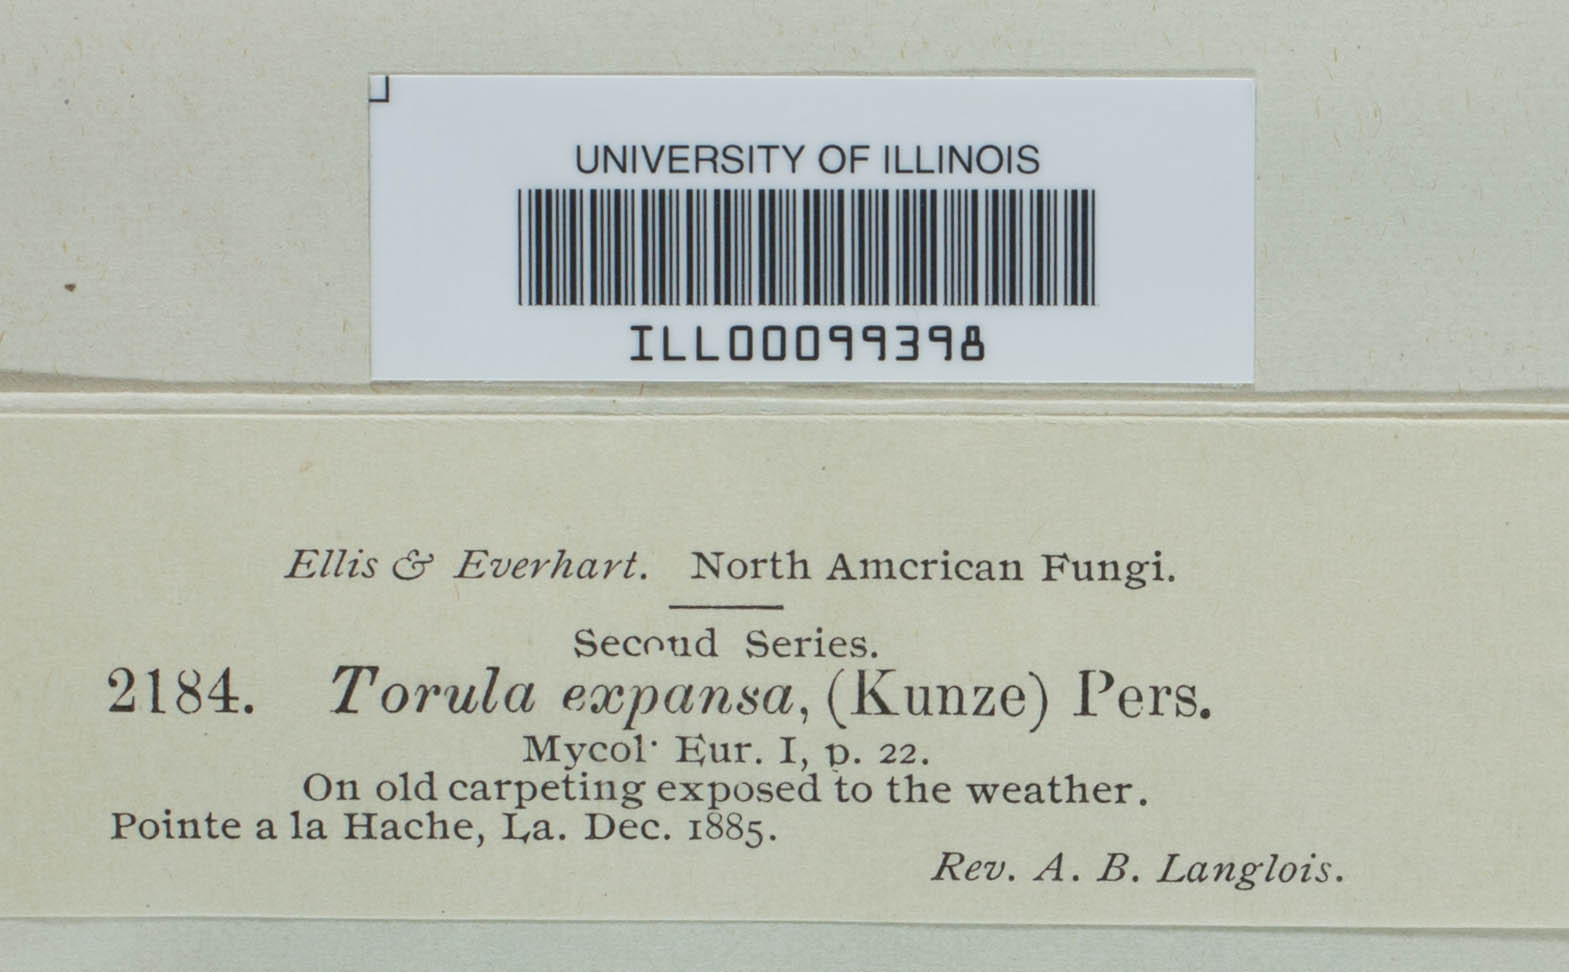 UNIVERSITY OF ILLINOIS
ILL00099398
Ellis & Everhart. North American Fungi.
Second Series.
2184. Torula expansa, (Kunze) Pers.
Mycol· Eur. I, p. 22.
On old carpeting exposed to the weather.
Pointe a la Hache, La. Dec. 1885.
Rev. A. B. Langlois.